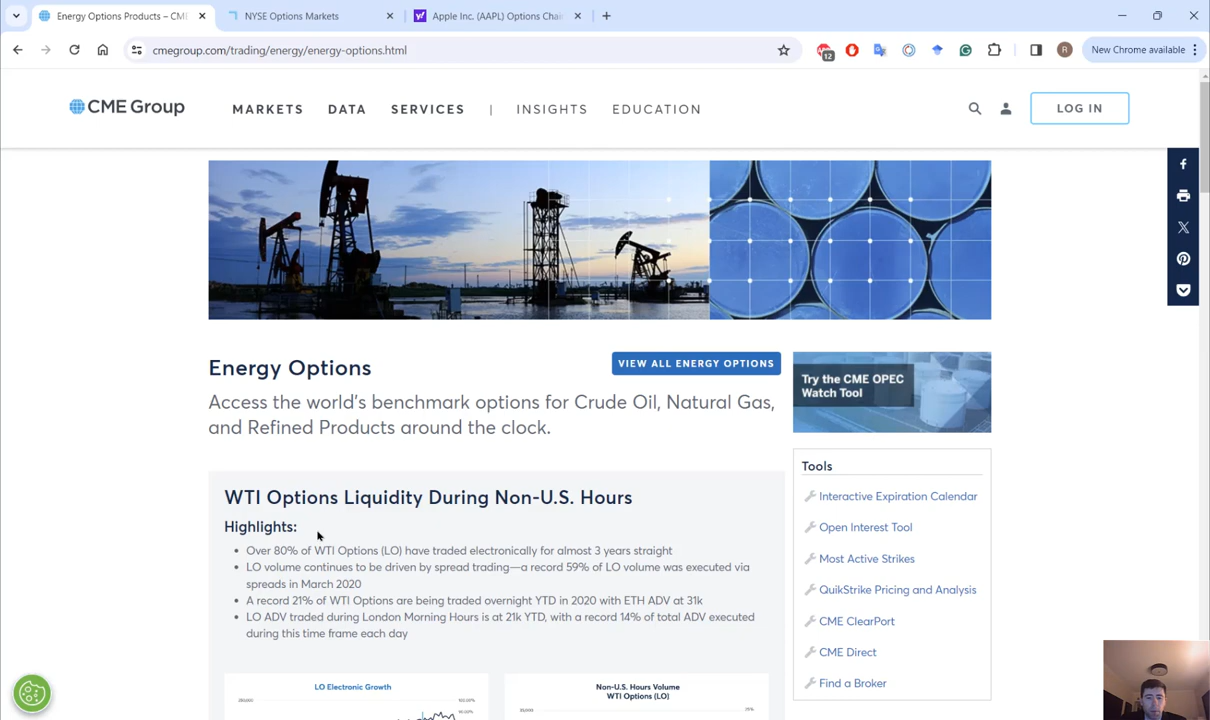 Energy Options Products – CME
NYSE Options Markets
Apple Inc. (AAPL) Options Chai
cmegroup.com/trading/energy/energy-options.html
12
R
New Chrome available
CME Group
MARKETS
DATA
SERVICES
|
INSIGHTS
EDUCATION
LOG IN
Energy Options
VIEW ALL ENERGY OPTIONS
Access the world's benchmark options for Crude Oil, Natural Gas,
and Refined Products around the clock.
Try the CME OPEC
Watch Tool
WTI Options Liquidity During Non-U.S. Hours
Highlights:
• Over 80% of WTI Options (LO) have traded electronically for almost 3 years straight
• LO volume continues to be driven by spread trading—a record 59% of LO volume was executed via
spreads in March 2020
• A record 21% of WTI Options are being traded overnight YTD in 2020 with ETH ADV at 31k
• LO ADV traded during London Morning Hours is at 21k YTD, with a record 14% of total ADV executed
during this time frame each day
LO Electronic Growth
Non-U.S. Hours Volume
WTI Options (LO)
Tools
Interactive Expiration Calendar
Open Interest Tool
Most Active Strikes
QuikStrike Pricing and Analysis
CME ClearPort
CME Direct
Find a Broker